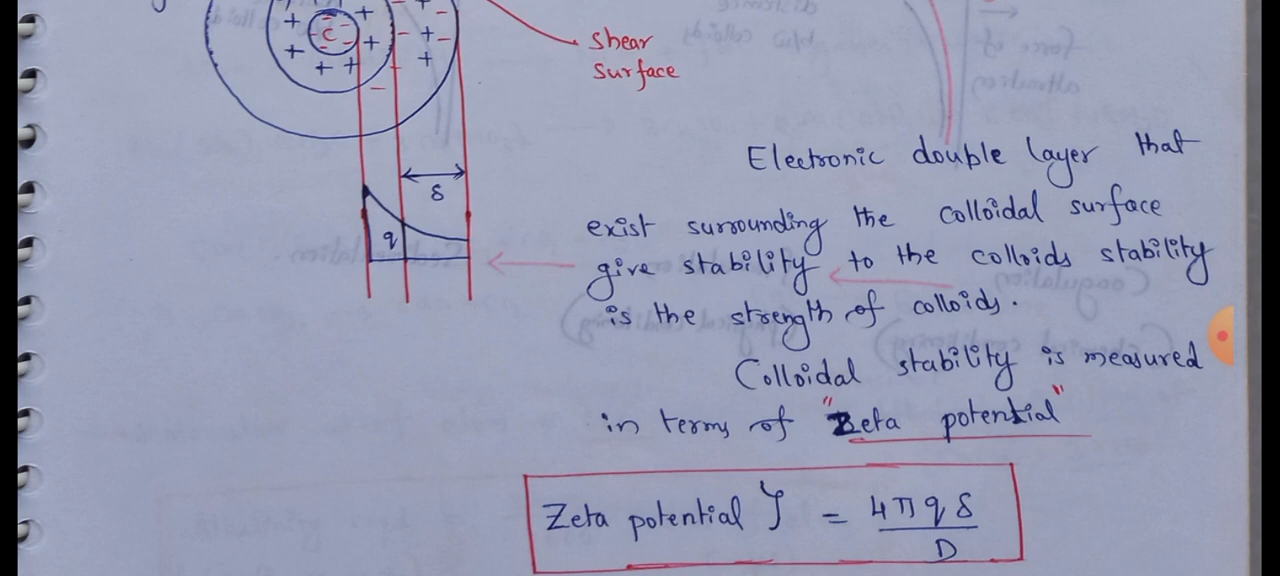 C
shear
surface
δ
q
Electronic double layer that
exist surrounding the colloidal surface
give stability to the colloids stability
is the strength of colloids.
Colloidal stability is measured
in terms of "Zeta potential"
Zeta potential ζ = 4πqδ
D